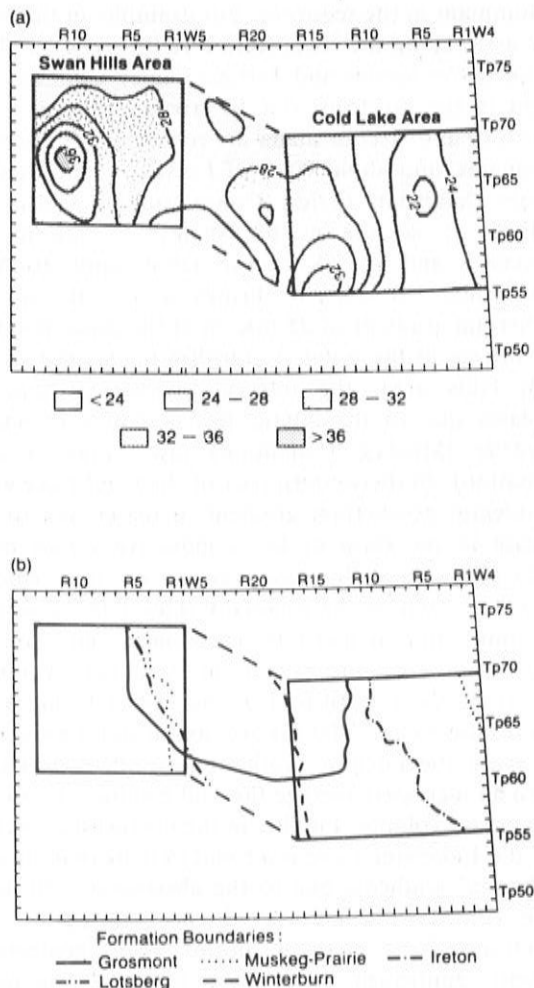 (a)
R10 R5 R1W5 R20 R15 R10 R5 R1W4
Tp75
Swan Hills Area
28
Tp70
Cold Lake Area
32
36
28
24
22
Tp65
Tp60
32
Tp55
Tp50
<24 24 – 28 28 – 32
32 – 36 >36
(b)
R10 R5 R1W5 R20 R15 R10 R5 R1W4
Tp75
Tp70
Tp65
Tp60
Tp55
Tp50
Formation Boundaries :
Grosmont Muskeg-Prairie Ireton
Lotsberg Winterburn